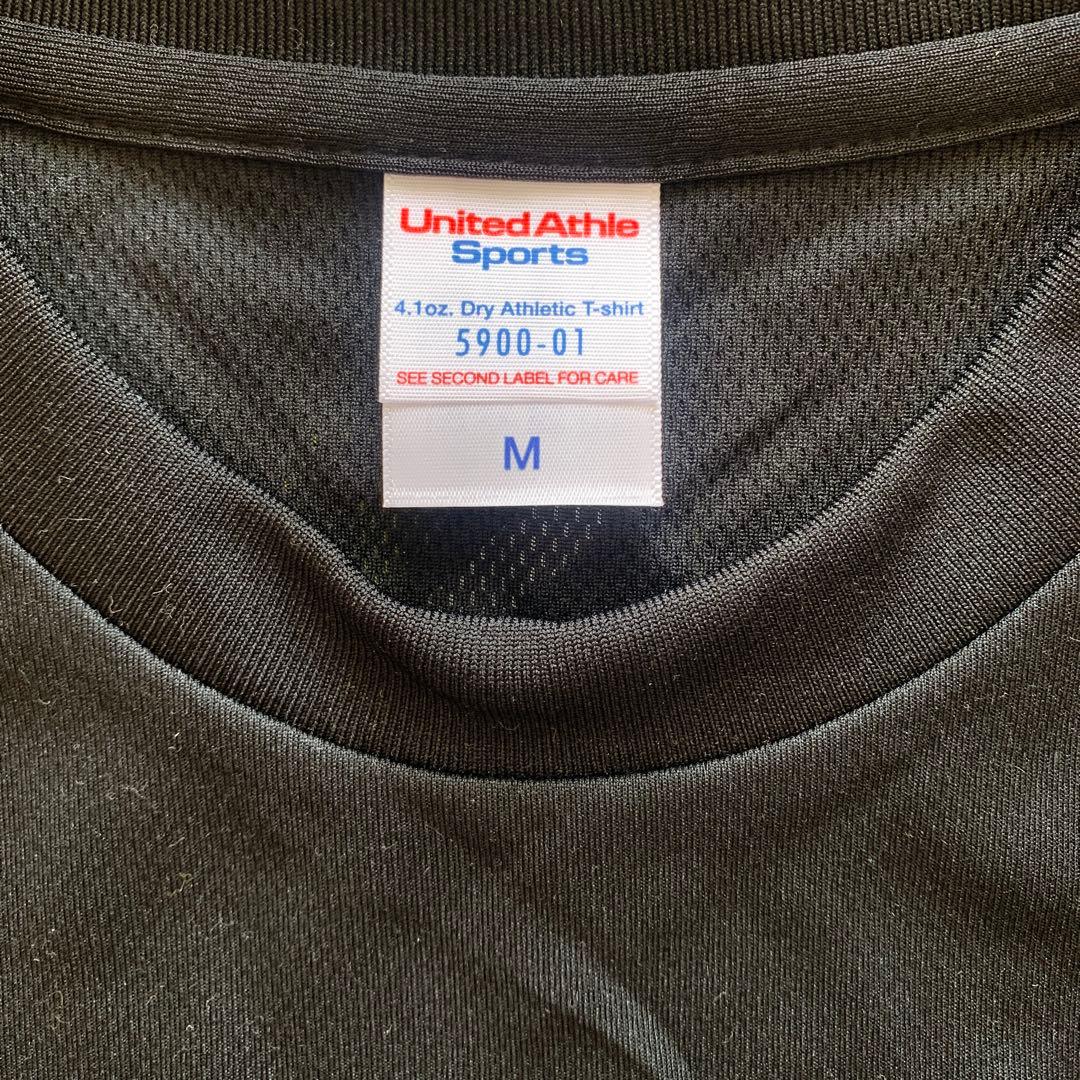 United Athle
Sports
4.1oz. Dry Athletic T-shirt
5900-01
SEE SECOND LABEL FOR CARE
M